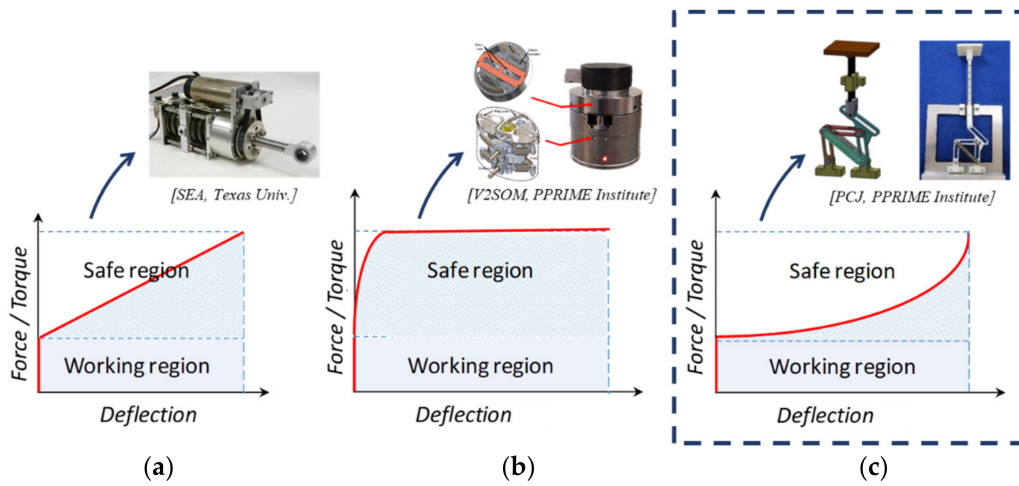 [SEA, Texas Univ.]
Force / Torque
Safe region
Working region
Deflection
(a)
[V2SOM, PPRIME Institute]
Force / Torque
Safe region
Working region
Deflection
(b)
[PCJ, PPRIME Institute]
Force / Torque
Safe region
Working region
Deflection
(c)